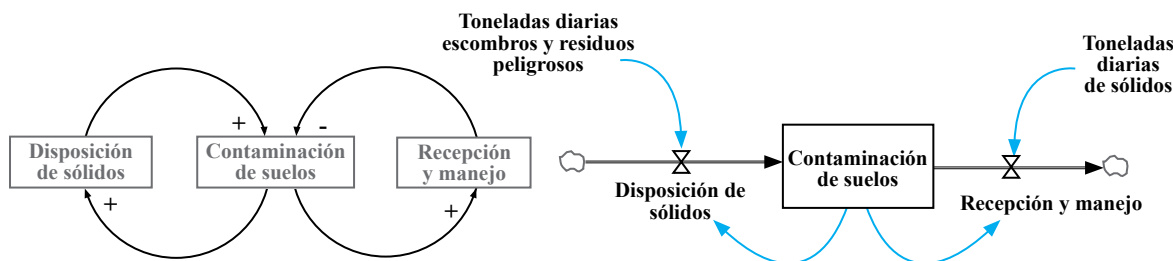 Disposición
de sólidos
+
+
Contaminación
de suelos
-
Recepción
y manejo
+
Toneladas diarias
escombros y residuos
peligrosos
Disposición de
sólidos
Contaminación
de suelos
Toneladas
diarias
de sólidos
Recepción y manejo